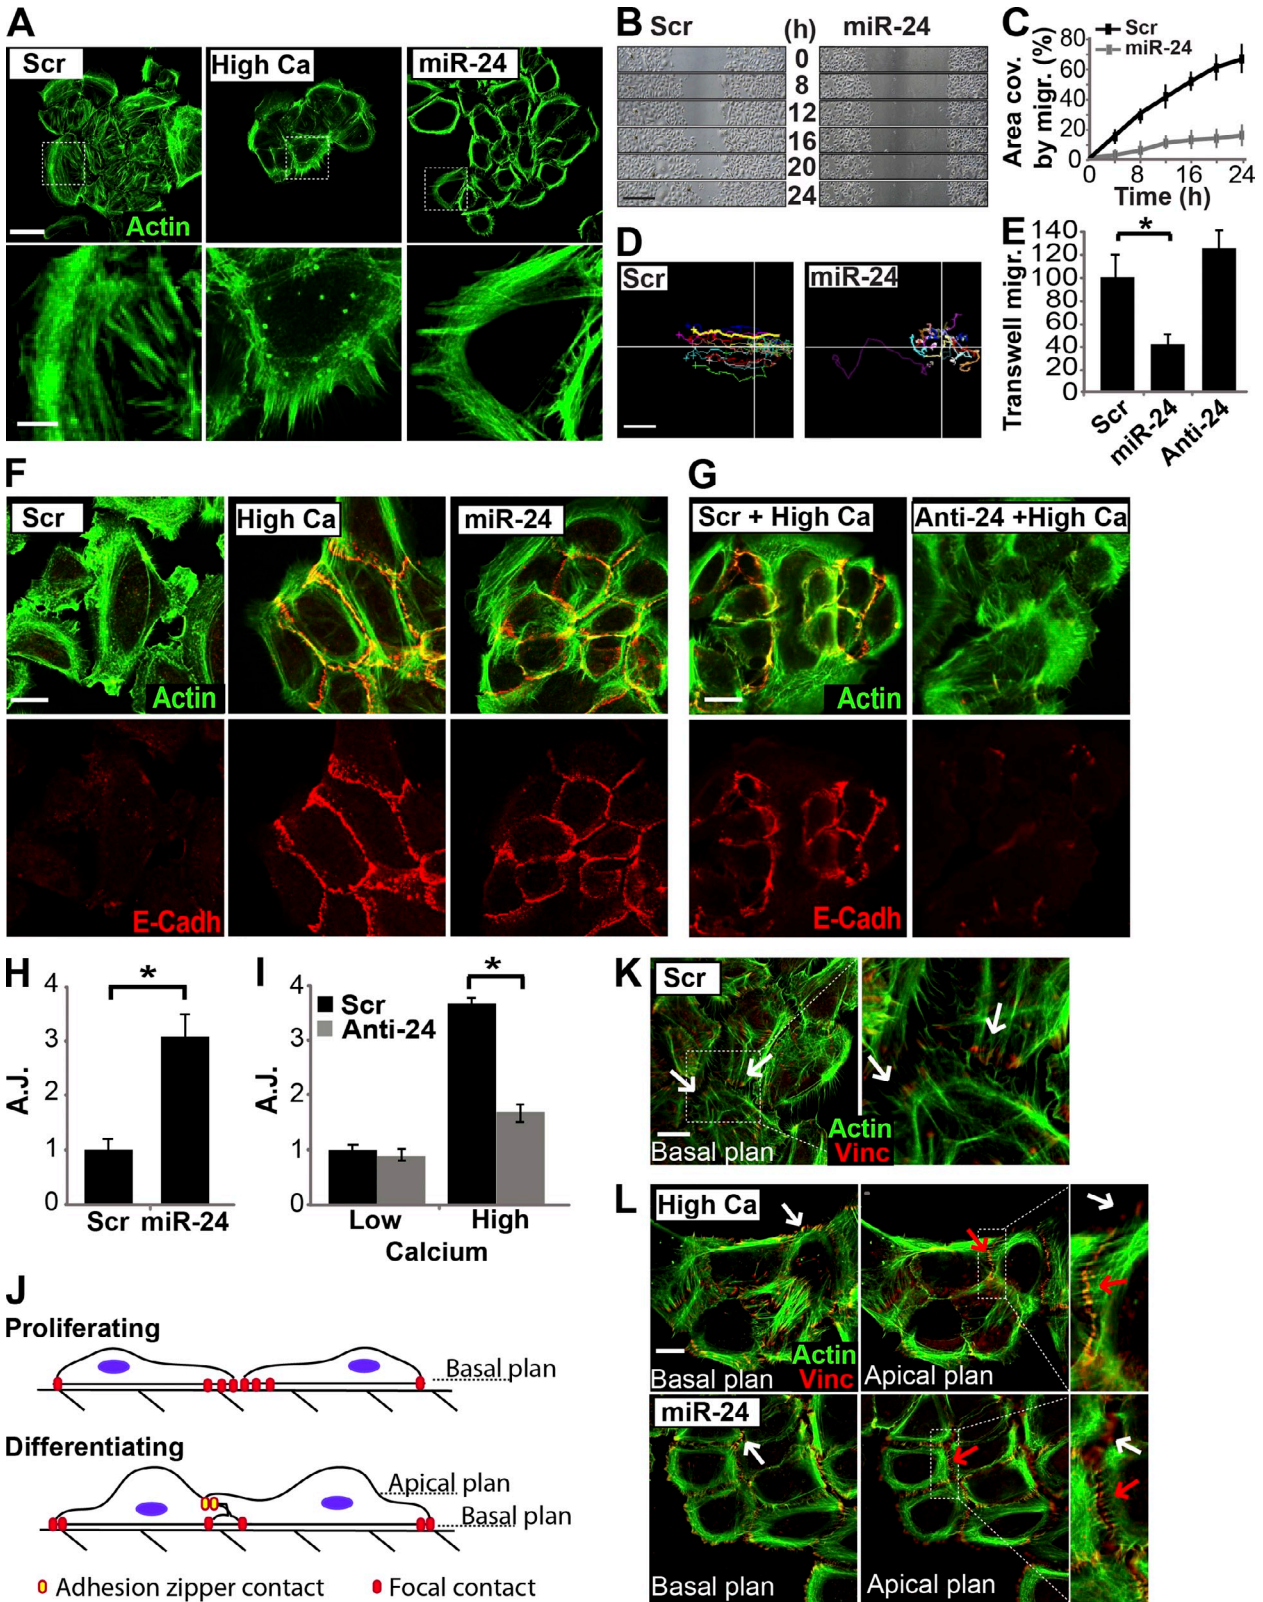 A
Scr
High Ca
miR-24
Actin
B
Scr
(h)
miR-24
0
8
12
16
20
24
C
Scr
miR-24
Area cov.
by migr. (%)
80
60
40
20
0
0 8 16 24
Time (h)
D
Scr
miR-24
E
Transwell migr.
140
120
100
80
60
40
20
0
*
Scr
miR-24
Anti-24
F
Scr
High Ca
miR-24
Actin
E-Cadh
G
Scr + High Ca
Anti-24 +High Ca
Actin
E-Cadh
H
A.J.
4
3
2
1
0
*
Scr miR-24
I
A.J.
4
3
2
1
0
Scr
Anti-24
*
Low High
Calcium
J
Proliferating
Basal plan
Differentiating
Apical plan
Basal plan
Adhesion zipper contact
Focal contact
K
Scr
Actin
Vinc
Basal plan
L
High Ca
Actin
Vinc
Basal plan
Apical plan
miR-24
Basal plan
Apical plan